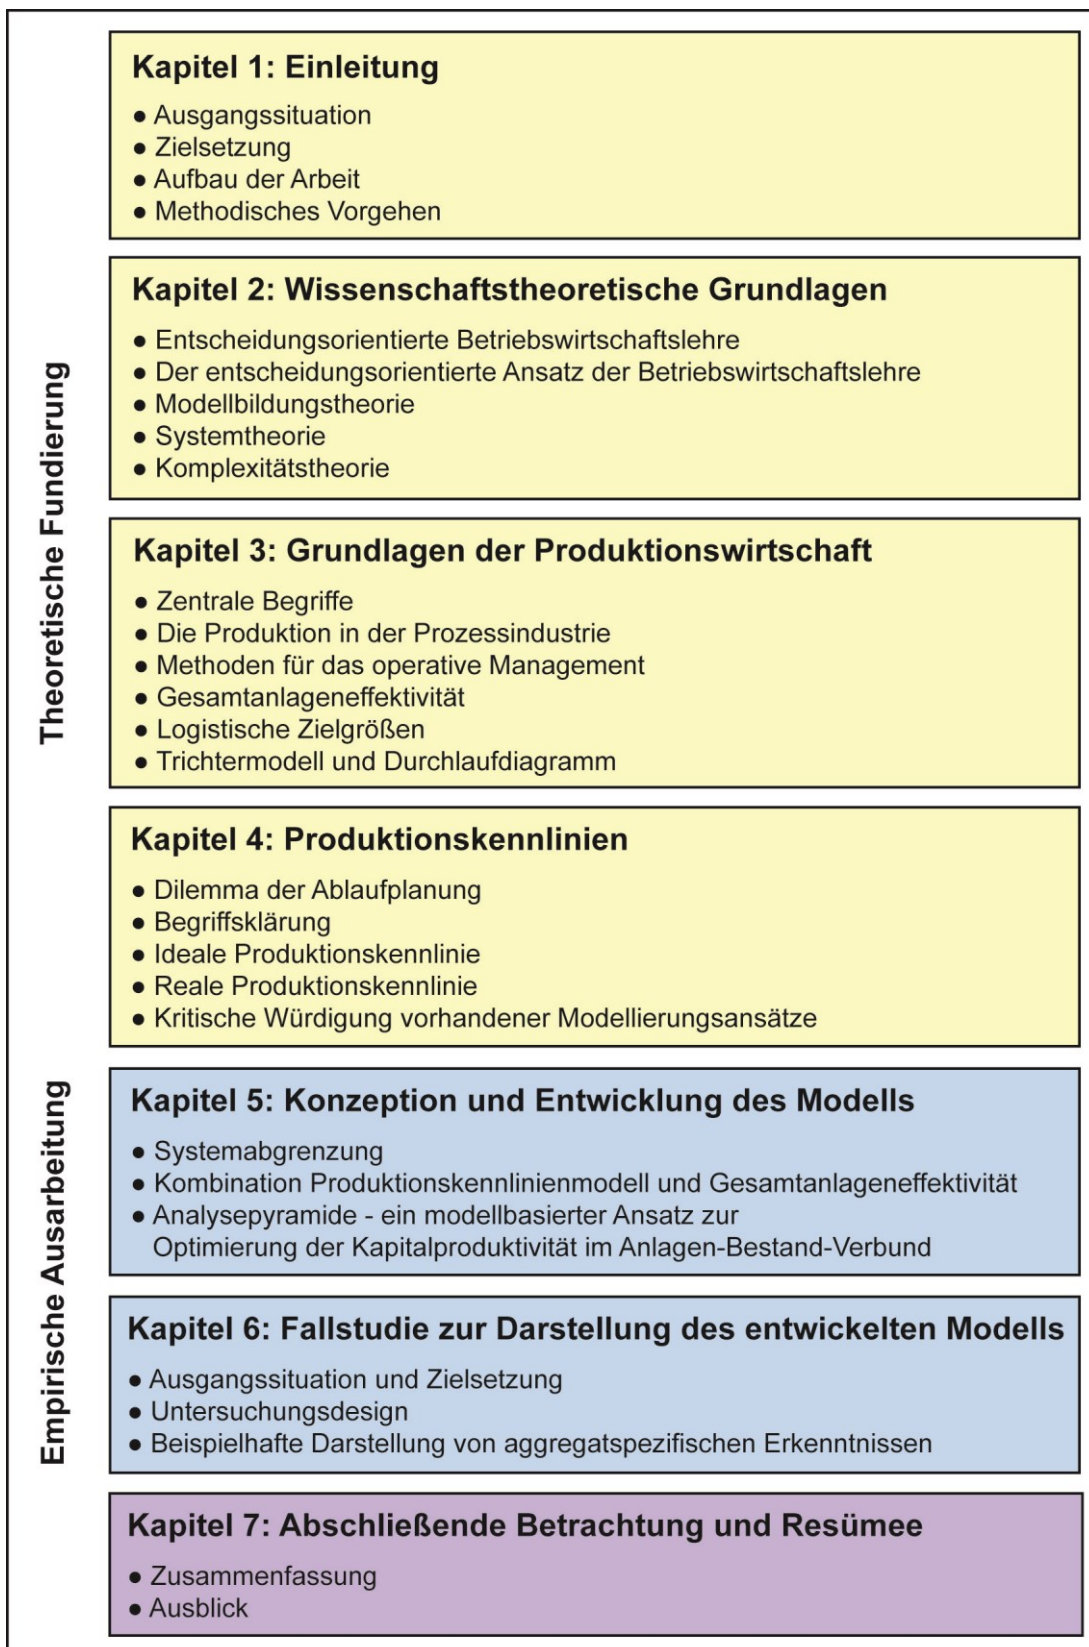 Theoretische Fundierung
Kapitel 1: Einleitung
● Ausgangssituation
● Zielsetzung
● Aufbau der Arbeit
● Methodisches Vorgehen
Kapitel 2: Wissenschaftstheoretische Grundlagen
● Entscheidungsorientierte Betriebswirtschaftslehre
● Der entscheidungsorientierte Ansatz der Betriebswirtschaftslehre
● Modellbildungstheorie
● Systemtheorie
● Komplexitätstheorie
Kapitel 3: Grundlagen der Produktionswirtschaft
● Zentrale Begriffe
● Die Produktion in der Prozessindustrie
● Methoden für das operative Management
● Gesamtanlageneffektivität
● Logistische Zielgrößen
● Trichtermodell und Durchlaufdiagramm
Kapitel 4: Produktionskennlinien
● Dilemma der Ablaufplanung
● Begriffsklärung
● Ideale Produktionskennlinie
● Reale Produktionskennlinie
● Kritische Würdigung vorhandener Modellierungsansätze
Empirische Ausarbeitung
Kapitel 5: Konzeption und Entwicklung des Modells
● Systemabgrenzung
● Kombination Produktionskennlinienmodell und Gesamtanlageneffektivität
● Analysepyramide - ein modellbasierter Ansatz zur
Optimierung der Kapitalproduktivität im Anlagen-Bestand-Verbund
Kapitel 6: Fallstudie zur Darstellung des entwickelten Modells
● Ausgangssituation und Zielsetzung
● Untersuchungsdesign
● Beispielhafte Darstellung von aggregatspezifischen Erkenntnissen
Kapitel 7: Abschließende Betrachtung und Resümee
● Zusammenfassung
● Ausblick